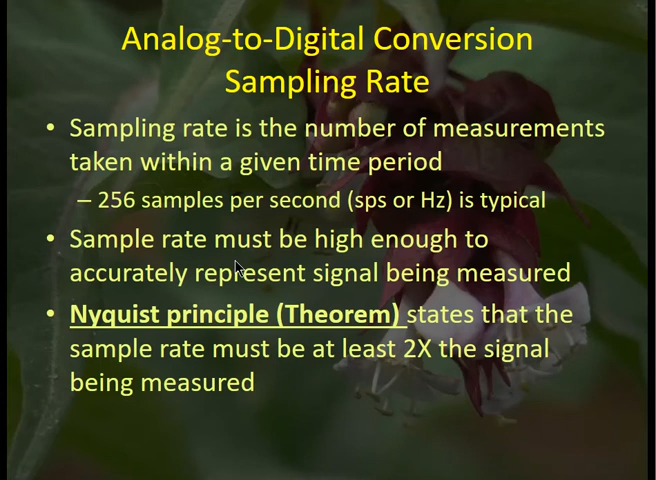 Analog-to-Digital Conversion
Sampling Rate
• Sampling rate is the number of measurements
taken within a given time period
– 256 samples per second (sps or Hz) is typical
• Sample rate must be high enough to
accurately represent signal being measured
• Nyquist principle (Theorem) states that the
sample rate must be at least 2X the signal
being measured